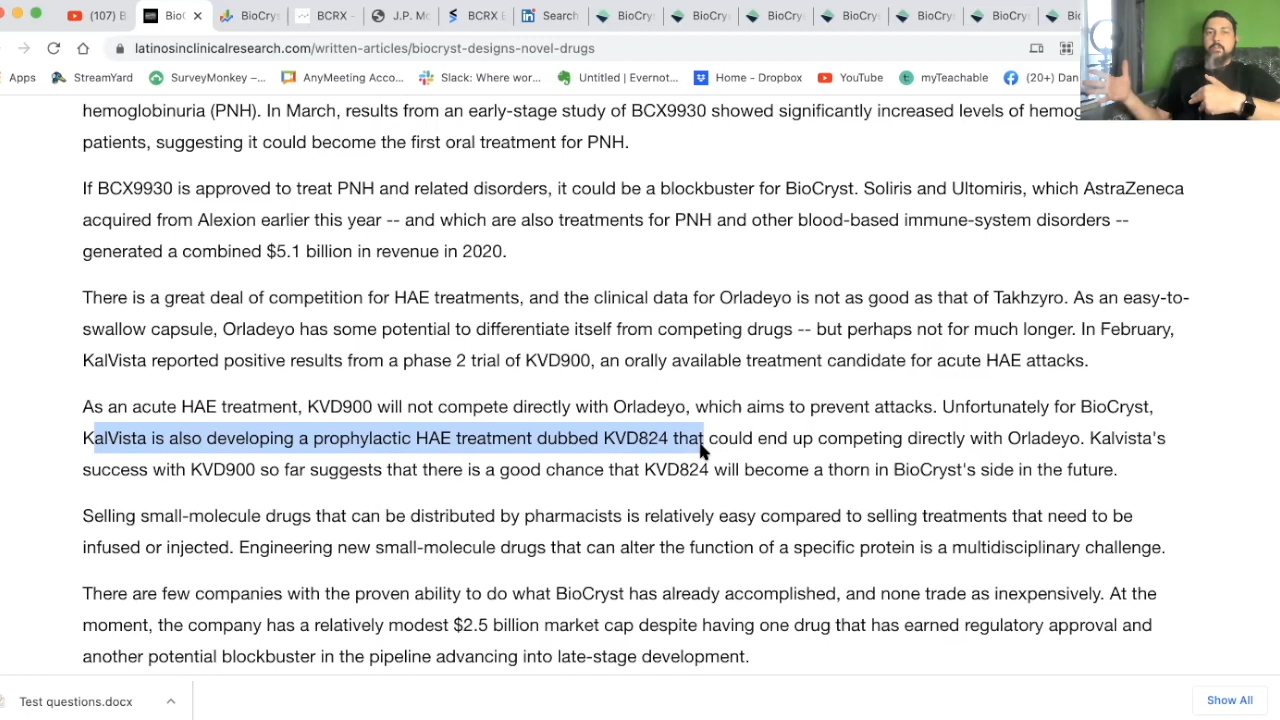 (107) B BioC BioCryst BCRX - J.P. Mo BCRX E Search BioCry BioCry BioCry BioCry BioCry BioCry Bio
latinosinclinicalresearch.com/written-articles/biocryst-designs-novel-drugs
Apps StreamYard SurveyMonkey -... AnyMeeting Acco... Slack: Where wor... Untitled | Evernot... Home - Dropbox YouTube myTeachable (20+) Dan
hemoglobinuria (PNH). In March, results from an early-stage study of BCX9930 showed significantly increased levels of hemog
patients, suggesting it could become the first oral treatment for PNH.
If BCX9930 is approved to treat PNH and related disorders, it could be a blockbuster for BioCryst. Soliris and Ultomiris, which AstraZeneca
acquired from Alexion earlier this year -- and which are also treatments for PNH and other blood-based immune-system disorders --
generated a combined $5.1 billion in revenue in 2020.
There is a great deal of competition for HAE treatments, and the clinical data for Orladeyo is not as good as that of Takhzyro. As an easy-to-
swallow capsule, Orladeyo has some potential to differentiate itself from competing drugs -- but perhaps not for much longer. In February,
KalVista reported positive results from a phase 2 trial of KVD900, an orally available treatment candidate for acute HAE attacks.
As an acute HAE treatment, KVD900 will not compete directly with Orladeyo, which aims to prevent attacks. Unfortunately for BioCryst,
KalVista is also developing a prophylactic HAE treatment dubbed KVD824 that could end up competing directly with Orladeyo. Kalvista's
success with KVD900 so far suggests that there is a good chance that KVD824 will become a thorn in BioCryst's side in the future.
Selling small-molecule drugs that can be distributed by pharmacists is relatively easy compared to selling treatments that need to be
infused or injected. Engineering new small-molecule drugs that can alter the function of a specific protein is a multidisciplinary challenge.
There are few companies with the proven ability to do what BioCryst has already accomplished, and none trade as inexpensively. At the
moment, the company has a relatively modest $2.5 billion market cap despite having one drug that has earned regulatory approval and
another potential blockbuster in the pipeline advancing into late-stage development.
Test questions.docx
Show All